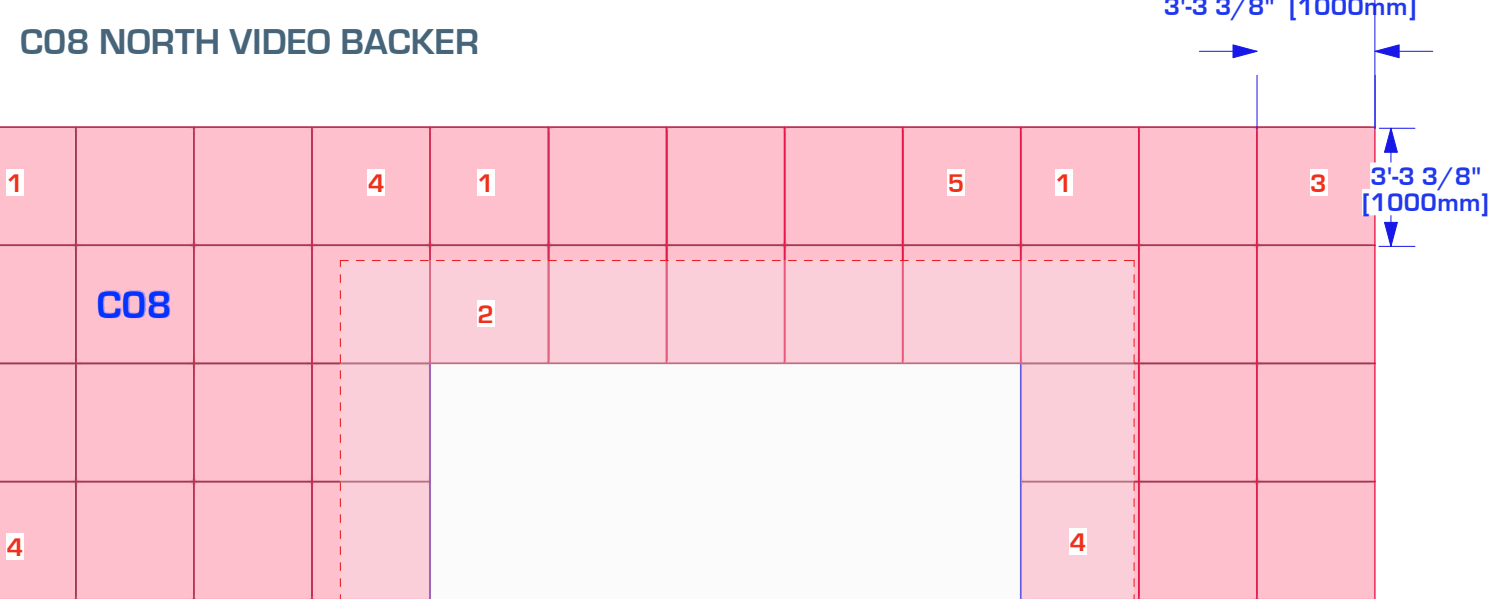 3'-3 3/8" [1000mm]
C08 NORTH VIDEO BACKER
1 4 1 5 1 3
3'-3 3/8"
[1000mm]
C08
2
4 4